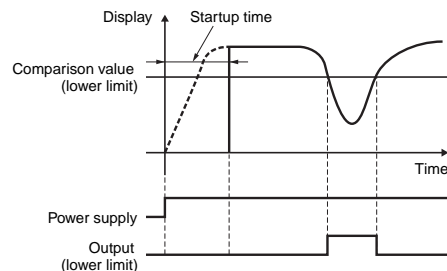 Display
Startup time
Comparison value
(lower limit)
Time
Power supply
Output
(lower limit)